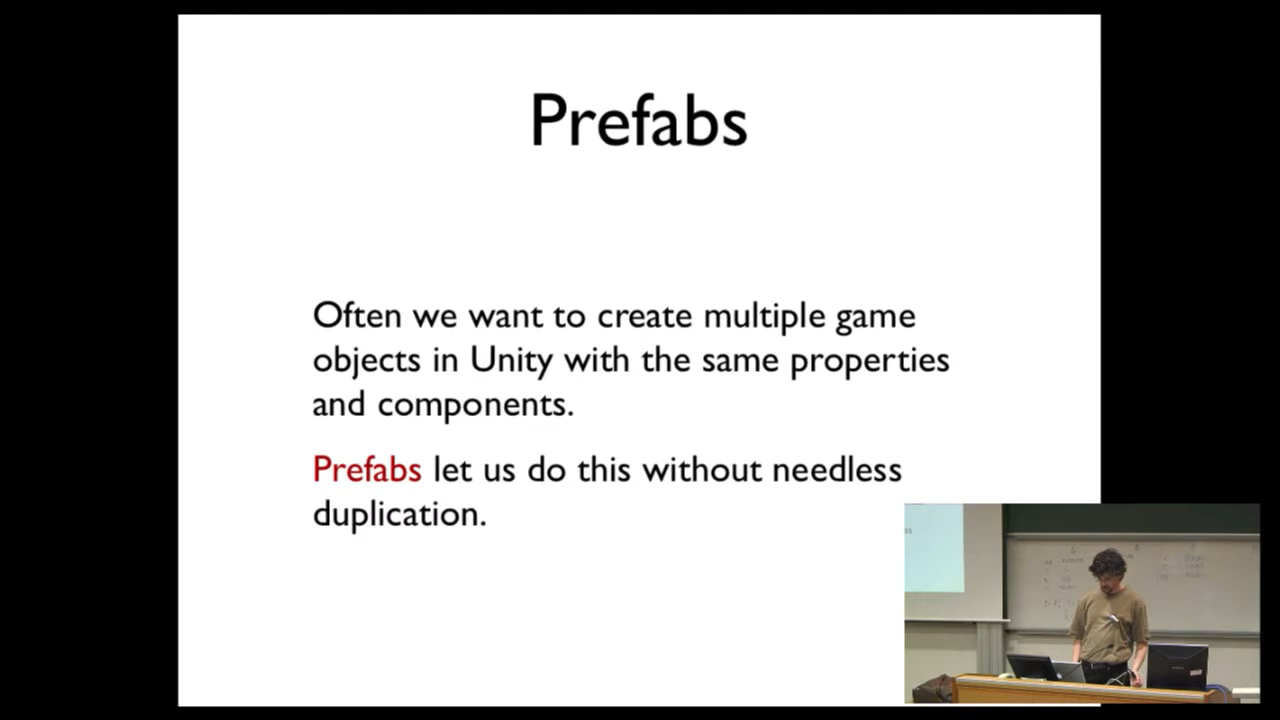 Prefabs
Often we want to create multiple game
objects in Unity with the same properties
and components.
Prefabs let us do this without needless
duplication.